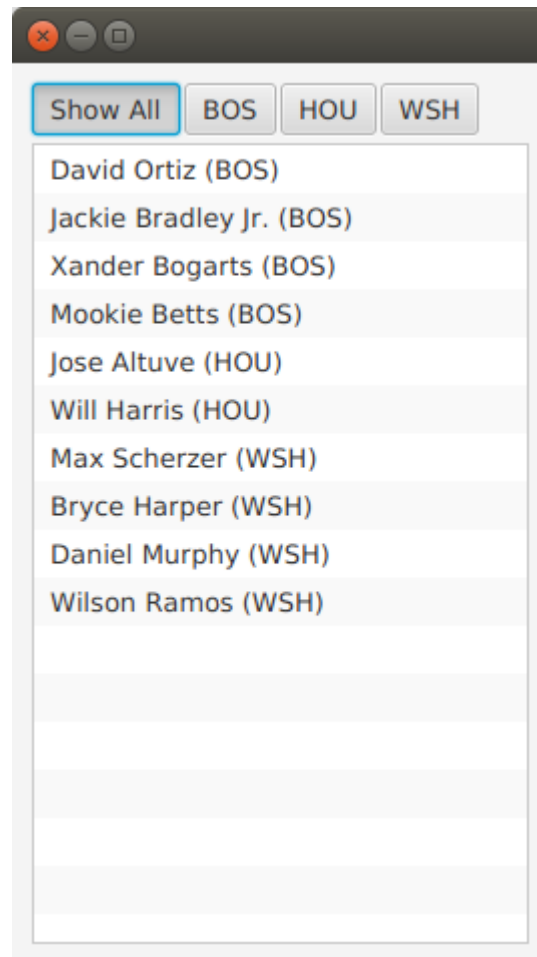 Show All BOS HOU WSH
David Ortiz (BOS)
Jackie Bradley Jr. (BOS)
Xander Bogarts (BOS)
Mookie Betts (BOS)
Jose Altuve (HOU)
Will Harris (HOU)
Max Scherzer (WSH)
Bryce Harper (WSH)
Daniel Murphy (WSH)
Wilson Ramos (WSH)